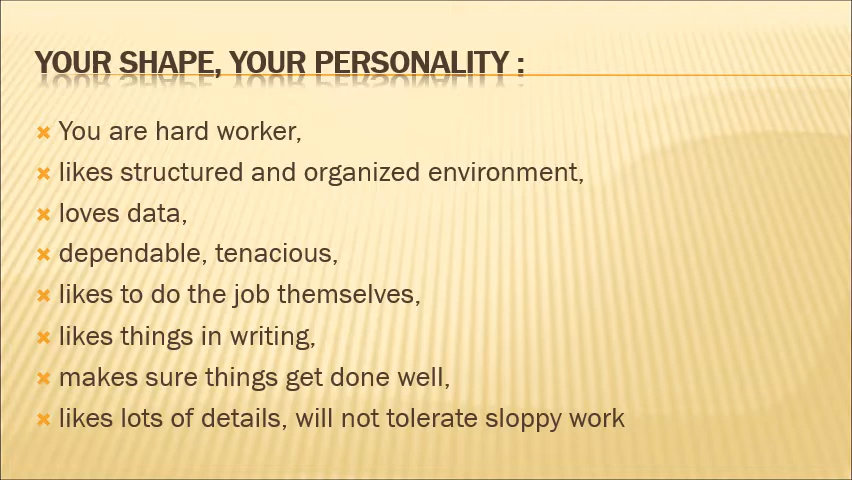 YOUR SHAPE, YOUR PERSONALITY :
You are hard worker,
likes structured and organized environment,
loves data,
dependable, tenacious,
likes to do the job themselves,
likes things in writing,
makes sure things get done well,
likes lots of details, will not tolerate sloppy work